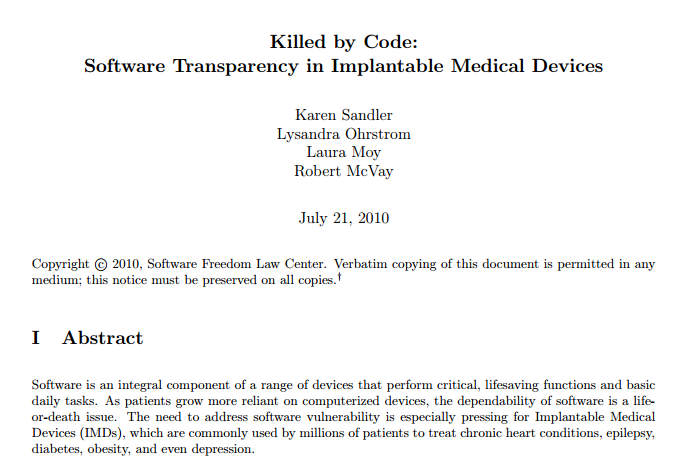 Killed by Code:
Software Transparency in Implantable Medical Devices
Karen Sandler
Lysandra Ohrstrom
Laura Moy
Robert McVay
July 21, 2010
Copyright © 2010, Software Freedom Law Center. Verbatim copying of this document is permitted in any
medium; this notice must be preserved on all copies.†
I Abstract
Software is an integral component of a range of devices that perform critical, lifesaving functions and basic
daily tasks. As patients grow more reliant on computerized devices, the dependability of software is a life-
or-death issue. The need to address software vulnerability is especially pressing for Implantable Medical
Devices (IMDs), which are commonly used by millions of patients to treat chronic heart conditions, epilepsy,
diabetes, obesity, and even depression.